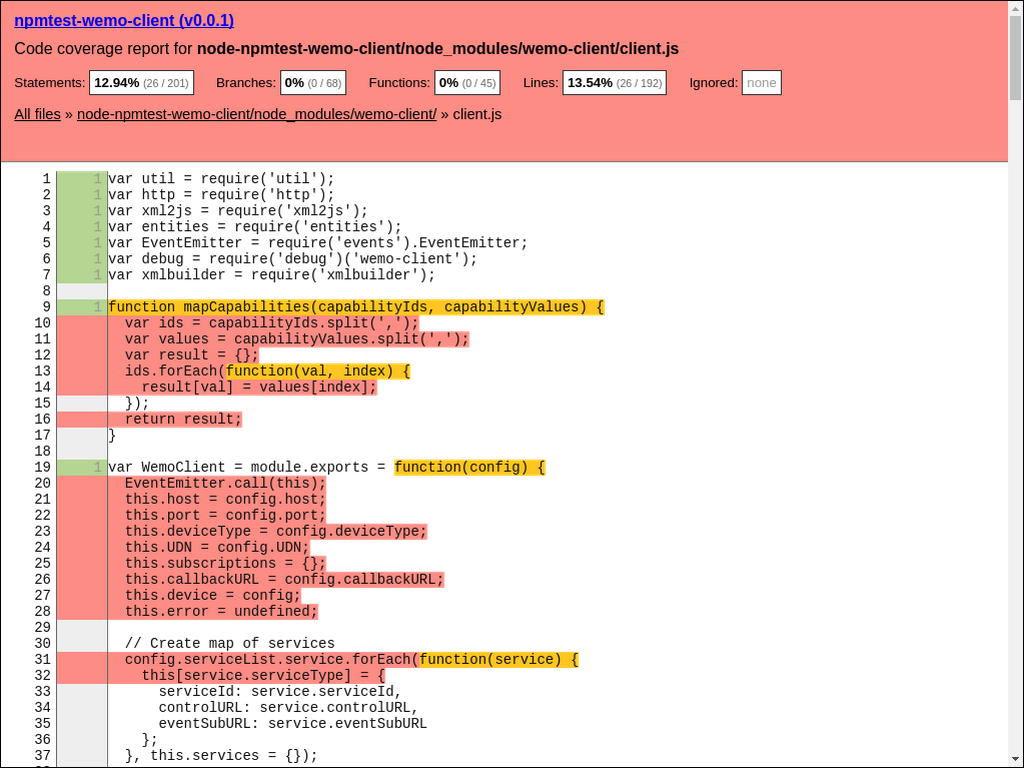 npmtest-wemo-client (v0.0.1)
Code coverage report for node-npmtest-wemo-client/node_modules/wemo-client/client.js
Statements: 12.94% (26 / 201) Branches: 0% (0 / 68) Functions: 0% (0 / 45) Lines: 13.54% (26 / 192) Ignored: none
All files » node-npmtest-wemo-client/node_modules/wemo-client/ » client.js
1 1 var util = require('util');
2 1 var http = require('http');
3 1 var xml2js = require('xml2js');
4 1 var entities = require('entities');
5 1 var EventEmitter = require('events').EventEmitter;
6 1 var debug = require('debug')('wemo-client');
7 1 var xmlbuilder = require('xmlbuilder');
8
9 1 function mapCapabilities(capabilityIds, capabilityValues) {
10   var ids = capabilityIds.split(',');
11   var values = capabilityValues.split(',');
12   var result = {};
13   ids.forEach(function(val, index) {
14     result[val] = values[index];
15   });
16   return result;
17 }
18
19 1 var WemoClient = module.exports = function(config) {
20   EventEmitter.call(this);
21   this.host = config.host;
22   this.port = config.port;
23   this.deviceType = config.deviceType;
24   this.UDN = config.UDN;
25   this.subscriptions = {};
26   this.callbackURL = config.callbackURL;
27   this.device = config;
28   this.error = undefined;
29
30   // Create map of services
31   config.serviceList.service.forEach(function(service) {
32     this[service.serviceType] = {
33       serviceId: service.serviceId,
34       controlURL: service.controlURL,
35       eventSubURL: service.eventSubURL
36     };
37   }, this.services = {});